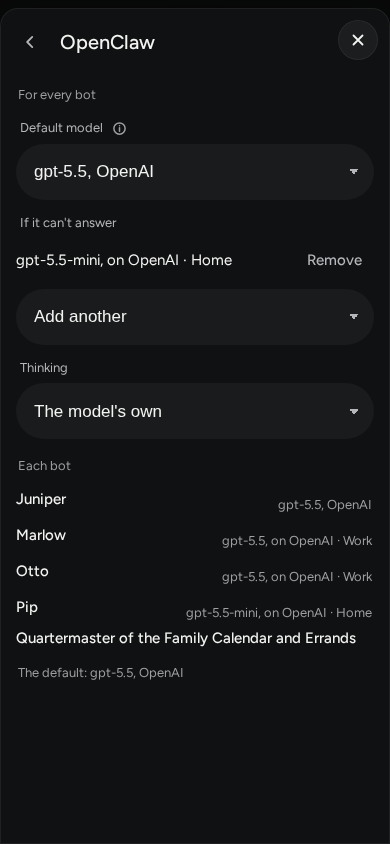 OpenClaw
For every bot
Default model
gpt-5.5, OpenAI
If it can't answer
gpt-5.5-mini, on OpenAI · Home Remove
Add another
Thinking
The model's own
Each bot
Juniper gpt-5.5, OpenAI
Marlow gpt-5.5, on OpenAI · Work
Otto gpt-5.5, on OpenAI · Work
Pip gpt-5.5-mini, on OpenAI · Home
Quartermaster of the Family Calendar and Errands
The default: gpt-5.5, OpenAI